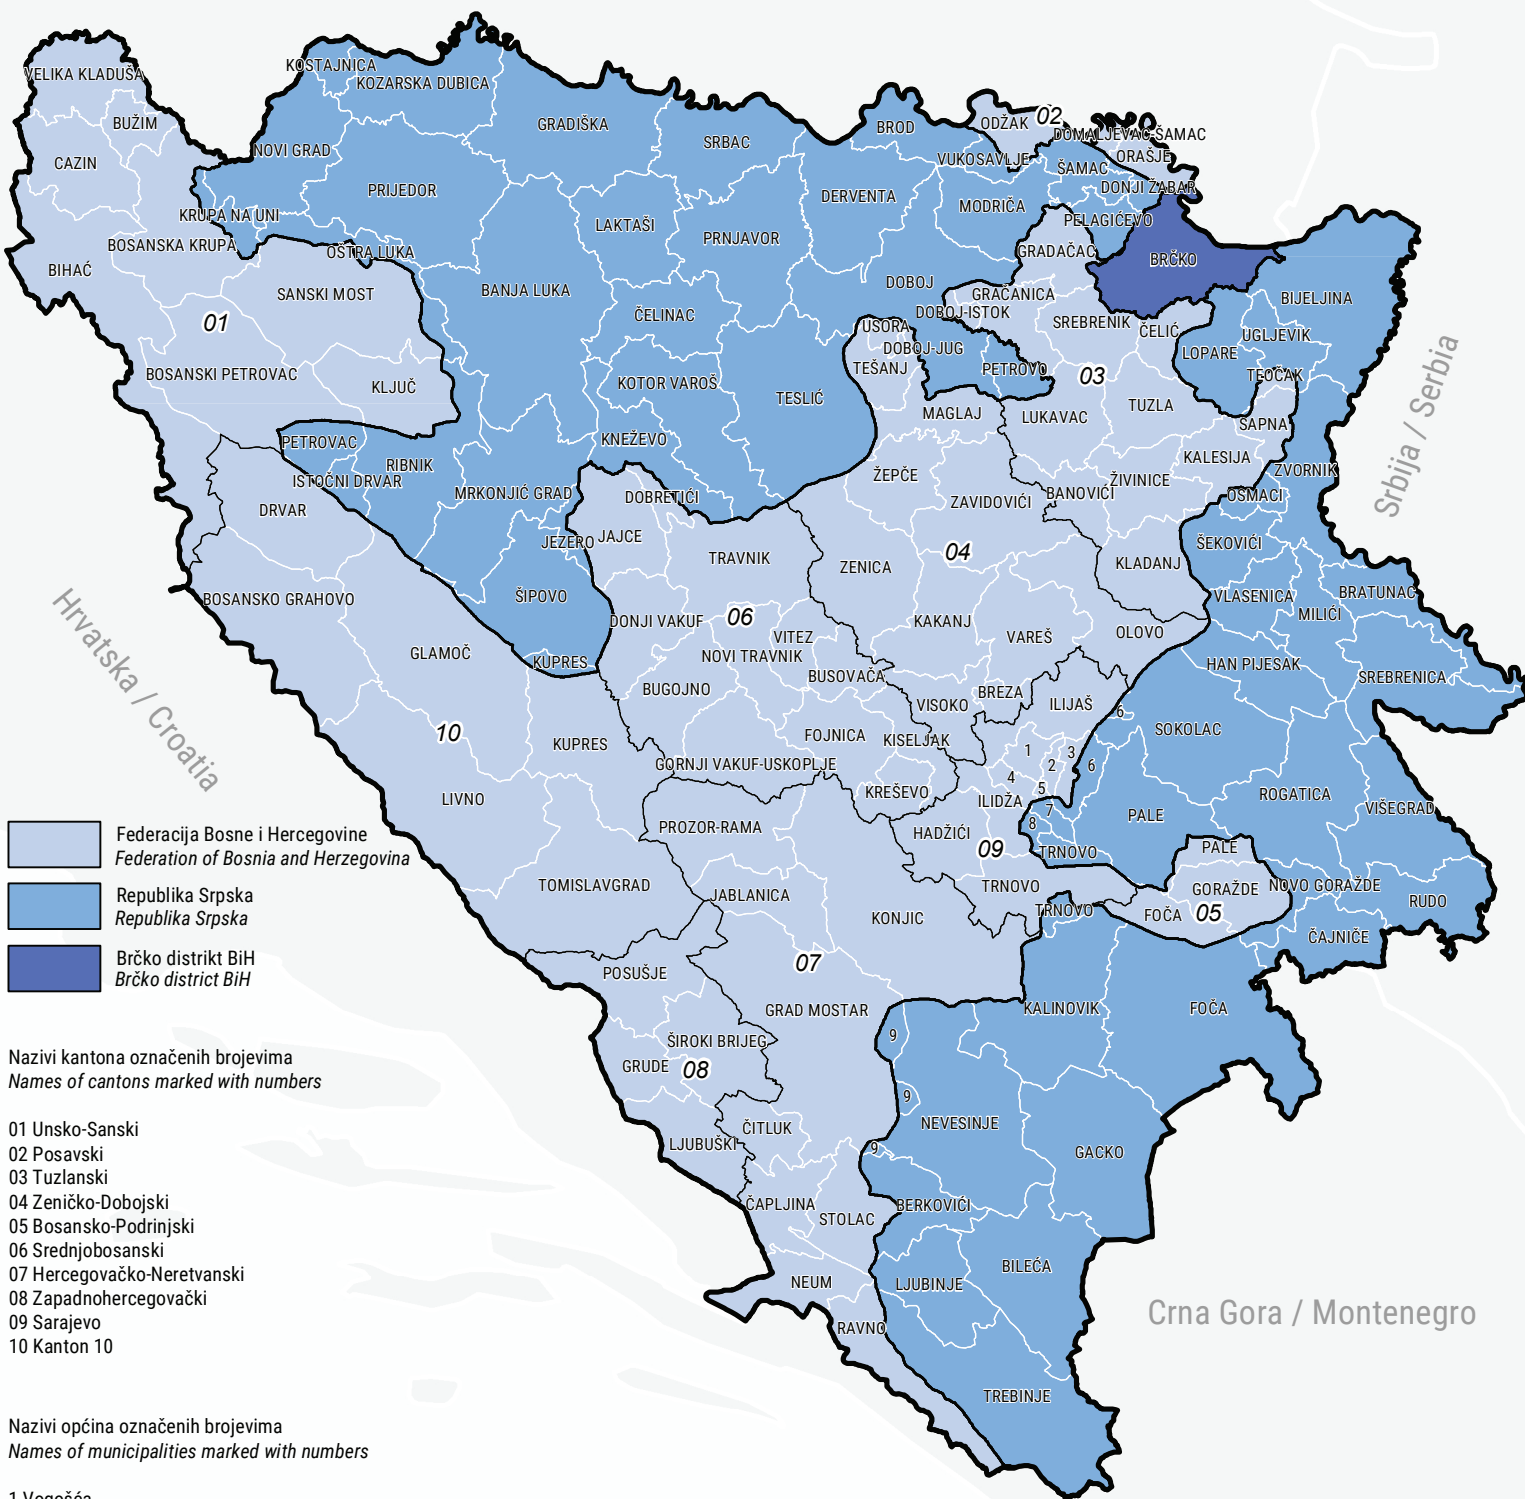 VELIKA KLADUŠA
BUŽIM
CAZIN
KOSTAJNICA
KOZARSKA DUBICA
NOVI GRAD
GRADIŠKA
PRIJEDOR
SRBAC
BROD
ODŽAK
02
DOMALJEVAC-ŠAMAC
ORAŠJE
VUKOSAVLJE
ŠAMAC
DONJI ŽABAR
DERVENTA
MODRIČA
PELAGIĆEVO
KRUPA NA UNI
LAKTAŠI
PRNJAVOR
BOSANSKA KRUPA
OŠTRA LUKA
GRADAČAC
BRČKO
BIHAĆ
SANSKI MOST
BANJA LUKA
DOBOJ
GRAČANICA
BIJELJINA
01
ČELINAC
DOBOJ-ISTOK
SREBRENIK
ČELIĆ
USORA
UGLJEVIK
DOBOJ-JUG
LOPARE
BOSANSKI PETROVAC
KLJUČ
KOTOR VAROŠ
TESLIĆ
TEŠANJ
PETROVO
03
TEOČAK
MAGLAJ
LUKAVAC
TUZLA
SAPNA
PETROVAC
RIBNIK
KNEŽEVO
KALESIJA
ISTOČNI DRVAR
MRKONJIĆ GRAD
ŽEPČE
ŽIVINICE
ZVORNIK
DRVAR
DOBRETIĆI
ZAVIDOVIĆI
BANOVIĆI
OSMACI
JEZERO
JAJCE
TRAVNIK
ZENICA
04
KLADANJ
ŠEKOVIĆI
BOSANSKO GRAHOVO
ŠIPOVO
VLASENICA
BRATUNAC
MILIĆI
DONJI VAKUF
06
VITEZ
KAKANJ
VAREŠ
OLOVO
GLAMOČ
KUPRES
NOVI TRAVNIK
HAN PIJESAK
BUGOJNO
BUSOVAČA
SREBRENICA
VISOKO
BREZA
ILIJAŠ
6
SOKOLAC
10
KUPRES
FOJNICA
KISELJAK
1
3
2
6
GORNJI VAKUF-USKOPLJE
4
5
LIVNO
KREŠEVO
ILIDŽA
7
8
PALE
ROGATICA
VIŠEGRAD
PROZOR-RAMA
HADŽIĆI
09
TRNOVO
PALE
TOMISLAVGRAD
JABLANICA
TRNOVO
GORAŽDE
NOVO GORAŽDE
KONJIC
TRNOVO
FOČA
05
RUDO
ČAJNIČE
POSUŠJE
07
GRAD MOSTAR
KALINOVIK
FOČA
ŠIROKI BRIJEG
9
GRUDE
08
9
NEVESINJE
LJUBUŠKI
ČITLUK
9
GACKO
ČAPLJINA
STOLAC
BERKOVIĆI
NEUM
LJUBINJE
BILEĆA
RAVNO
TREBINJE
Hrvatska / Croatia
Srbija / Serbia
Crna Gora / Montenegro
Federacija Bosne i Hercegovine
Federation of Bosnia and Herzegovina
Republika Srpska
Republika Srpska
Brčko distrikt BiH
Brčko district BiH
Nazivi kantona označenih brojevima
Names of cantons marked with numbers
01 Unsko-Sanski
02 Posavski
03 Tuzlanski
04 Zeničko-Dobojski
05 Bosansko-Podrinjski
06 Srednjobosanski
07 Hercegovačko-Neretvanski
08 Zapadnohercegovački
09 Sarajevo
10 Kanton 10
Nazivi općina označenih brojevima
Names of municipalities marked with numbers
1 Vogošća